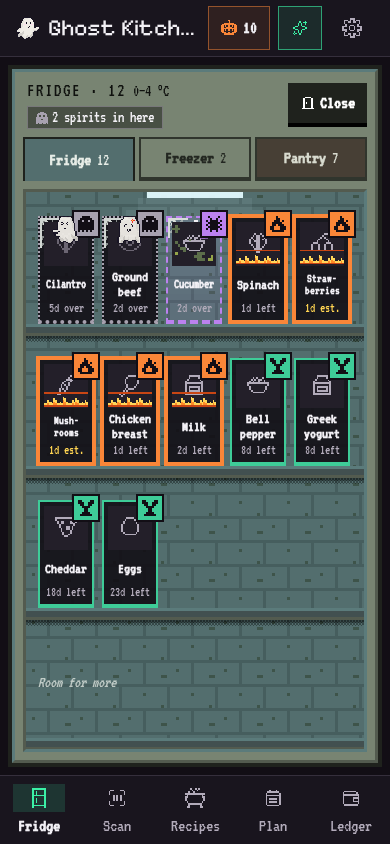 Ghost Kitch...
10
FRIDGE · 12 0-4 °C
2 spirits in here
Close
Fridge 12
Freezer 2
Pantry 7
Cilantro
5d over
Ground
beef
2d over
Cucumber
2d over
Spinach
1d left
Straw-
berries
1d est.
Mush-
rooms
1d est.
Chicken
breast
1d left
Milk
2d left
Bell
pepper
8d left
Greek
yogurt
8d left
Cheddar
18d left
Eggs
23d left
Room for more
Fridge
Scan
Recipes
Plan
Ledger